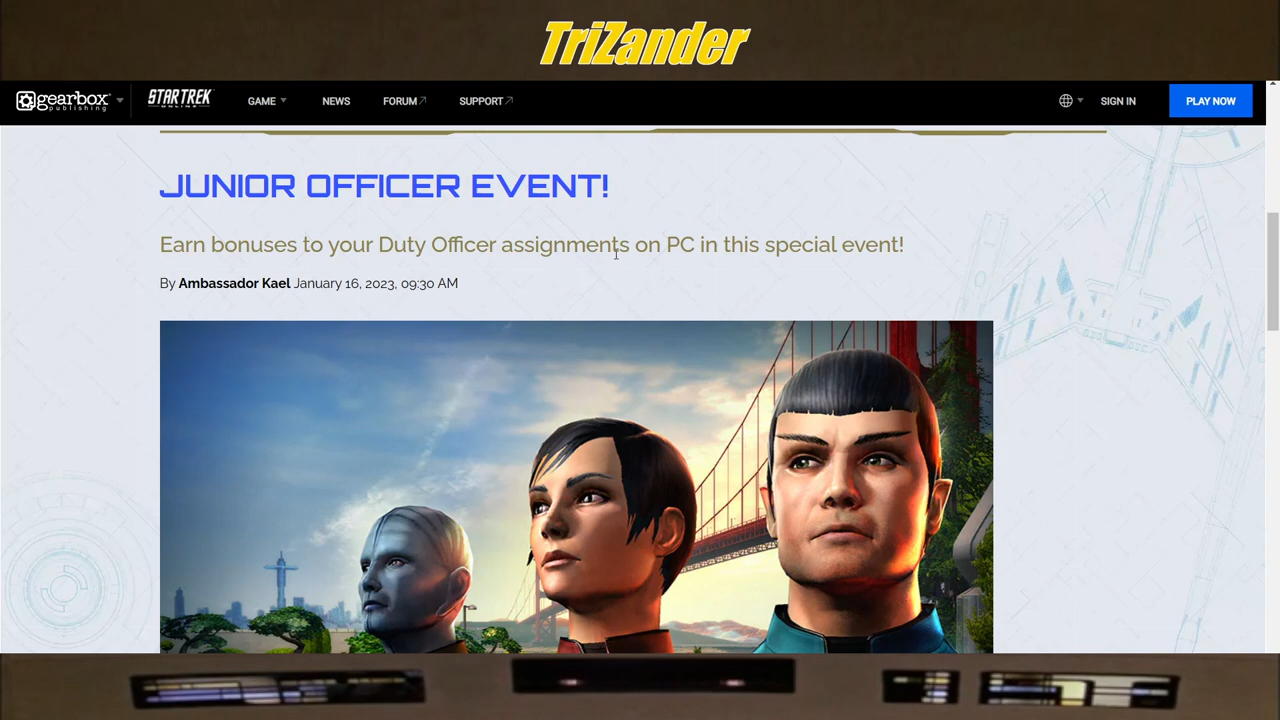 TriZander
gearbox
publishing
STAR TREK
ONLINE
GAME
NEWS
FORUM
SUPPORT
SIGN IN
PLAY NOW
JUNIOR OFFICER EVENT!
Earn bonuses to your Duty Officer assignments on PC in this special event!
By Ambassador Kael January 16, 2023, 09:30 AM